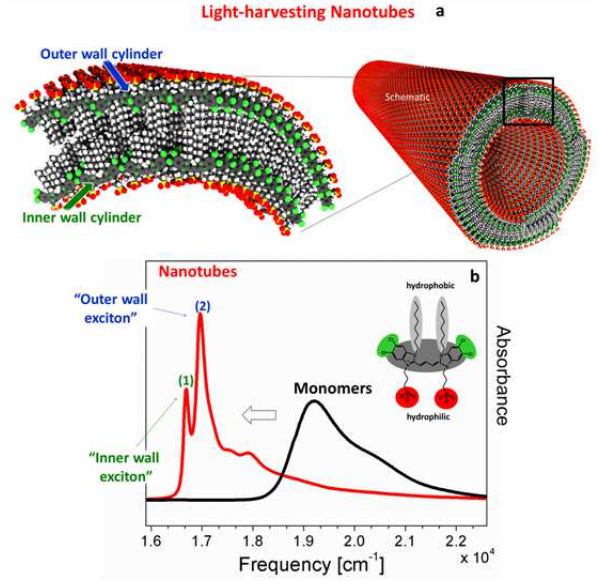 Light-harvesting Nanotubes a
Outer wall cylinder
Schematic
Inner wall cylinder
Nanotubes
b
hydrophobic
"Outer wall
exciton"
(2)
(1)
Monomers
hydrophilic
"Inner wall
exciton"
Absorbance
1.6 1.7 1.8 1.9 2.0 2.1 2.2
x 10⁴
Frequency [cm⁻¹]